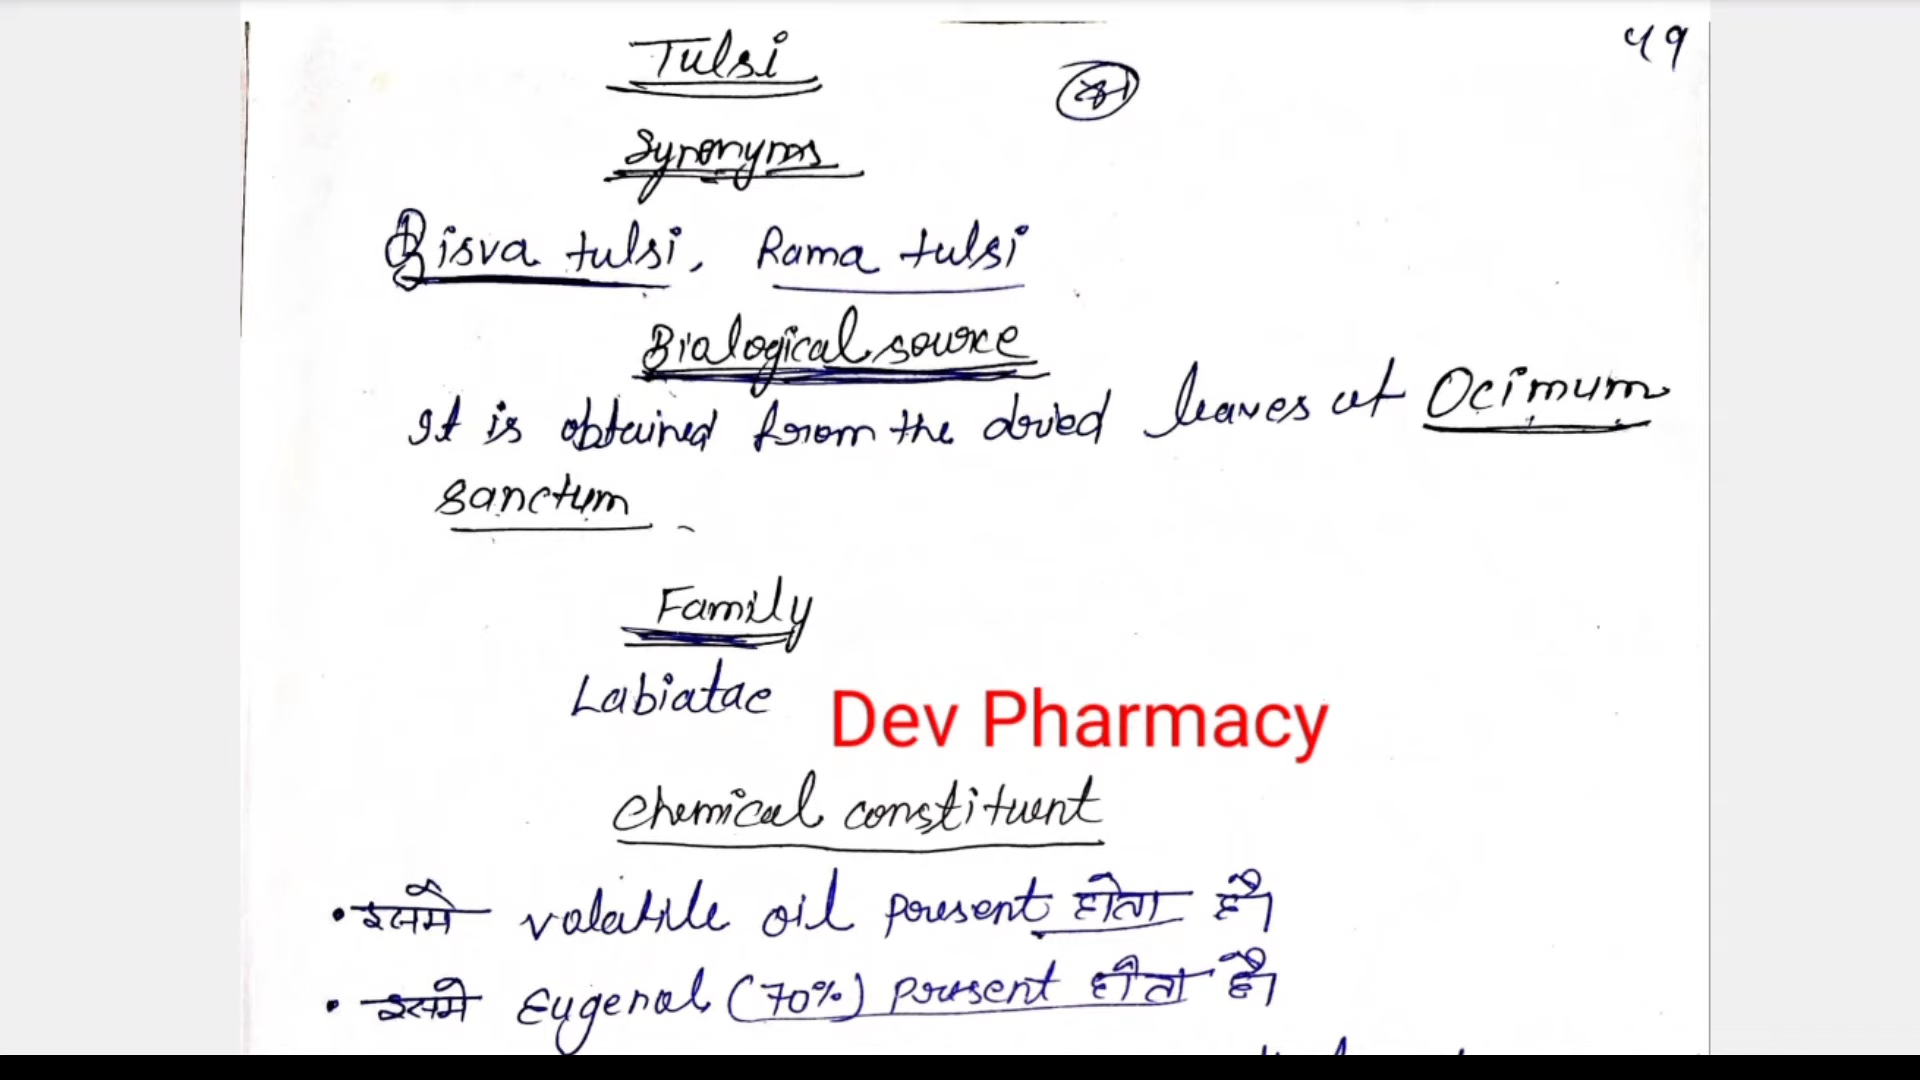 49
Tulsi
Synonyms
Bisva tulsi, Rama tulsi
Biological source
It is obtained from the dried leaves of Ocimum
sanctum
Family
Labiatae
Dev Pharmacy
Chemical constituent
• इसमे volatile oil present होता है।
• इसमे Eugenol (70%) present होता है।